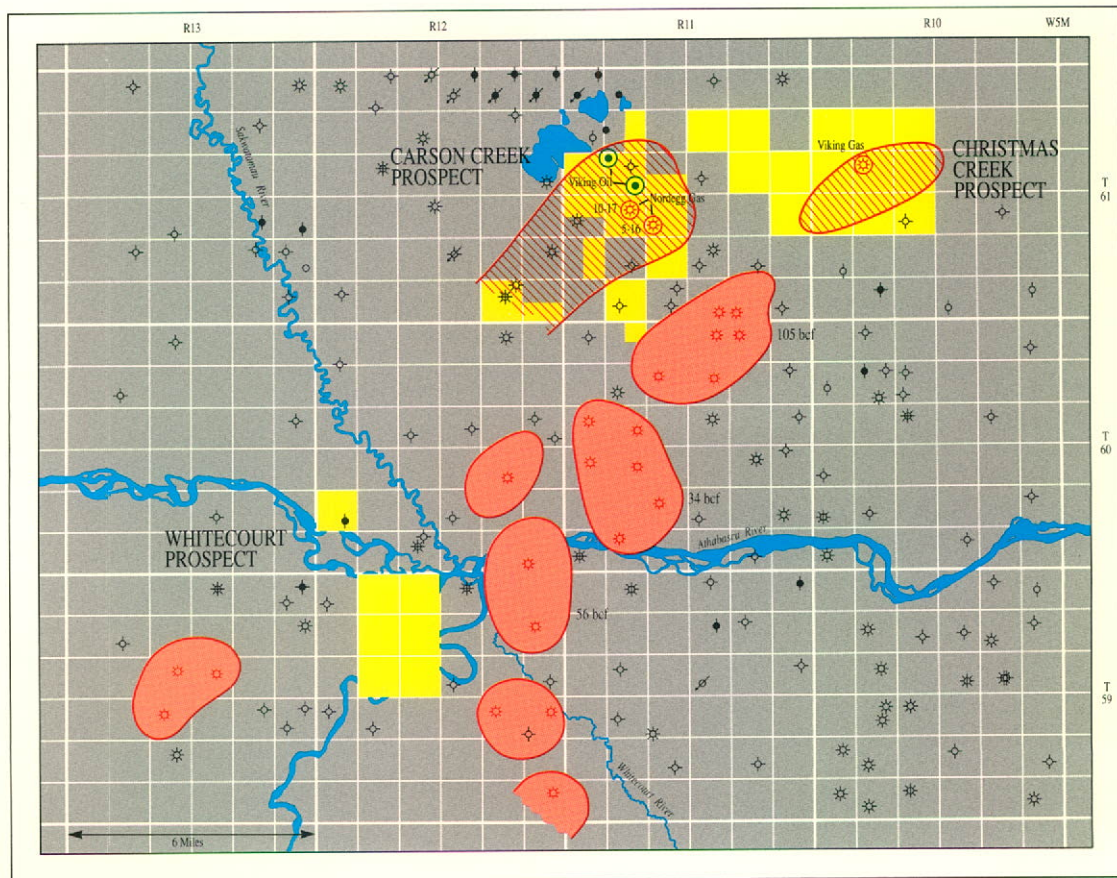 R13
R12
R11
R10
W5M
Saknatamau River
CARSON CREEK
PROSPECT
Viking Oil
Nordegg Gas
10-17
5-16
Viking Gas
CHRISTMAS
CREEK
PROSPECT
T
61
105 bcf
T
60
34 bcf
WHITECOURT
PROSPECT
Athabasca River
56 bcf
T
59
Whitecourt River
6 Miles